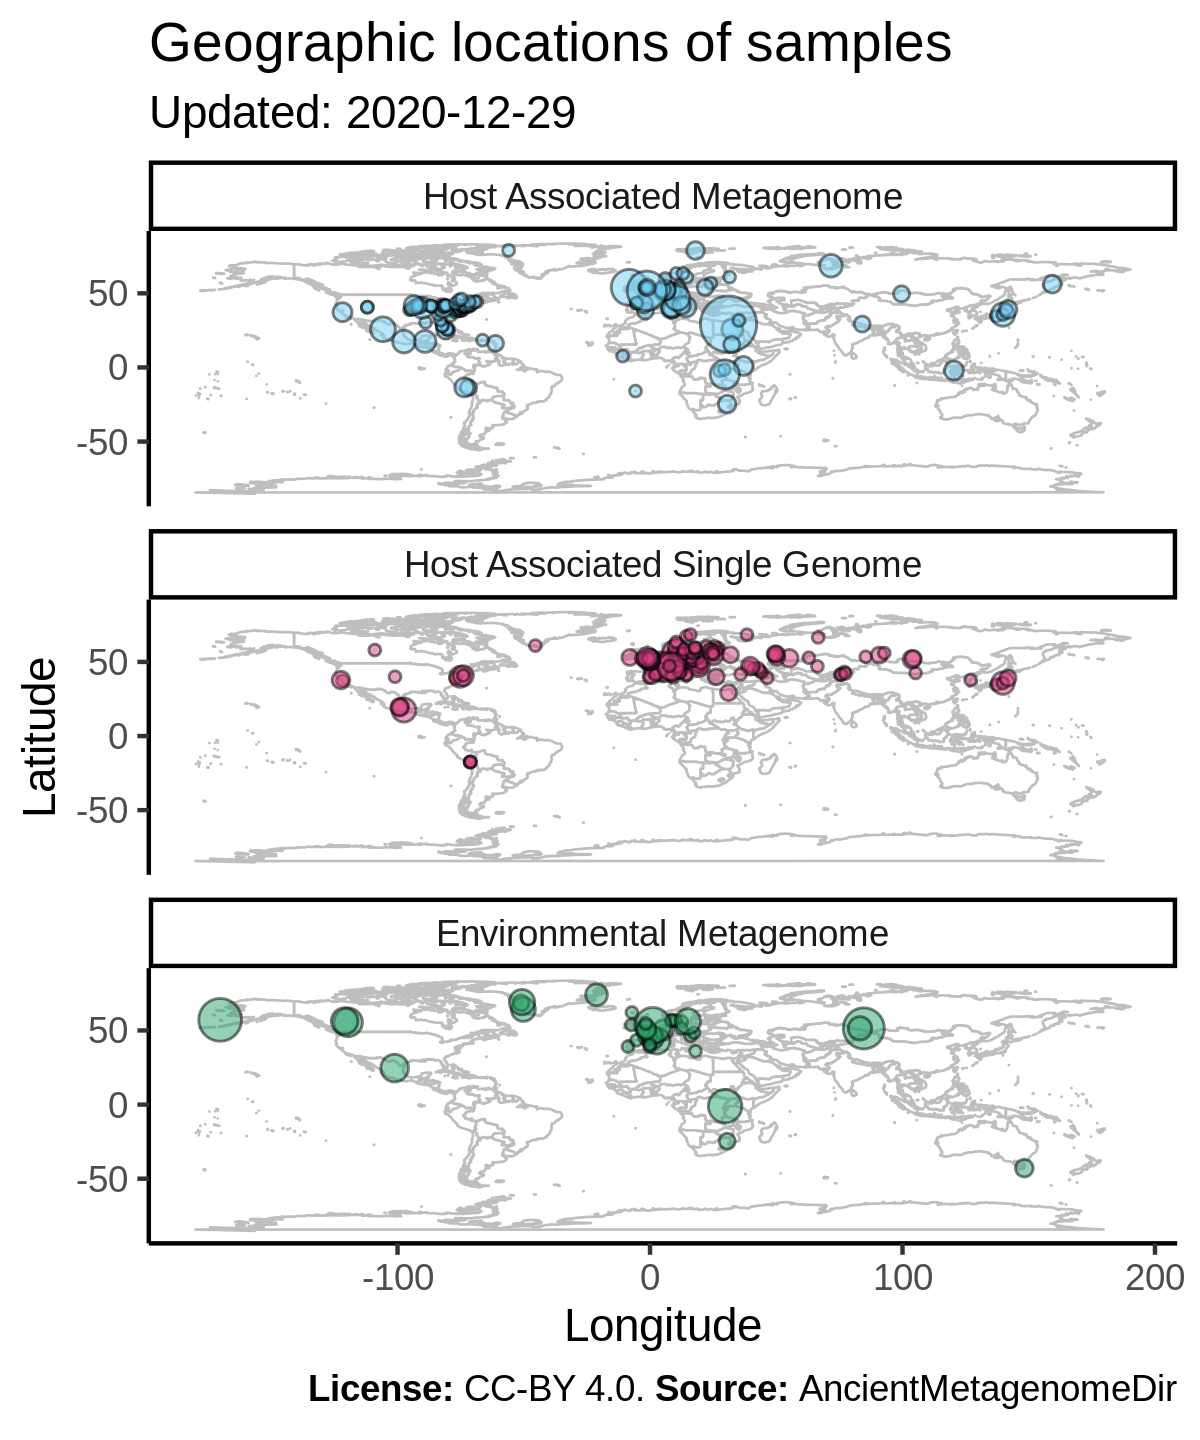 Geographic locations of samples
Updated: 2020-12-29
Host Associated Metagenome
50
0
-50
Host Associated Single Genome
50
0
-50
Latitude
Environmental Metagenome
50
0
-50
-100 0 100 200
Longitude
License: CC-BY 4.0. Source: AncientMetagenomeDir